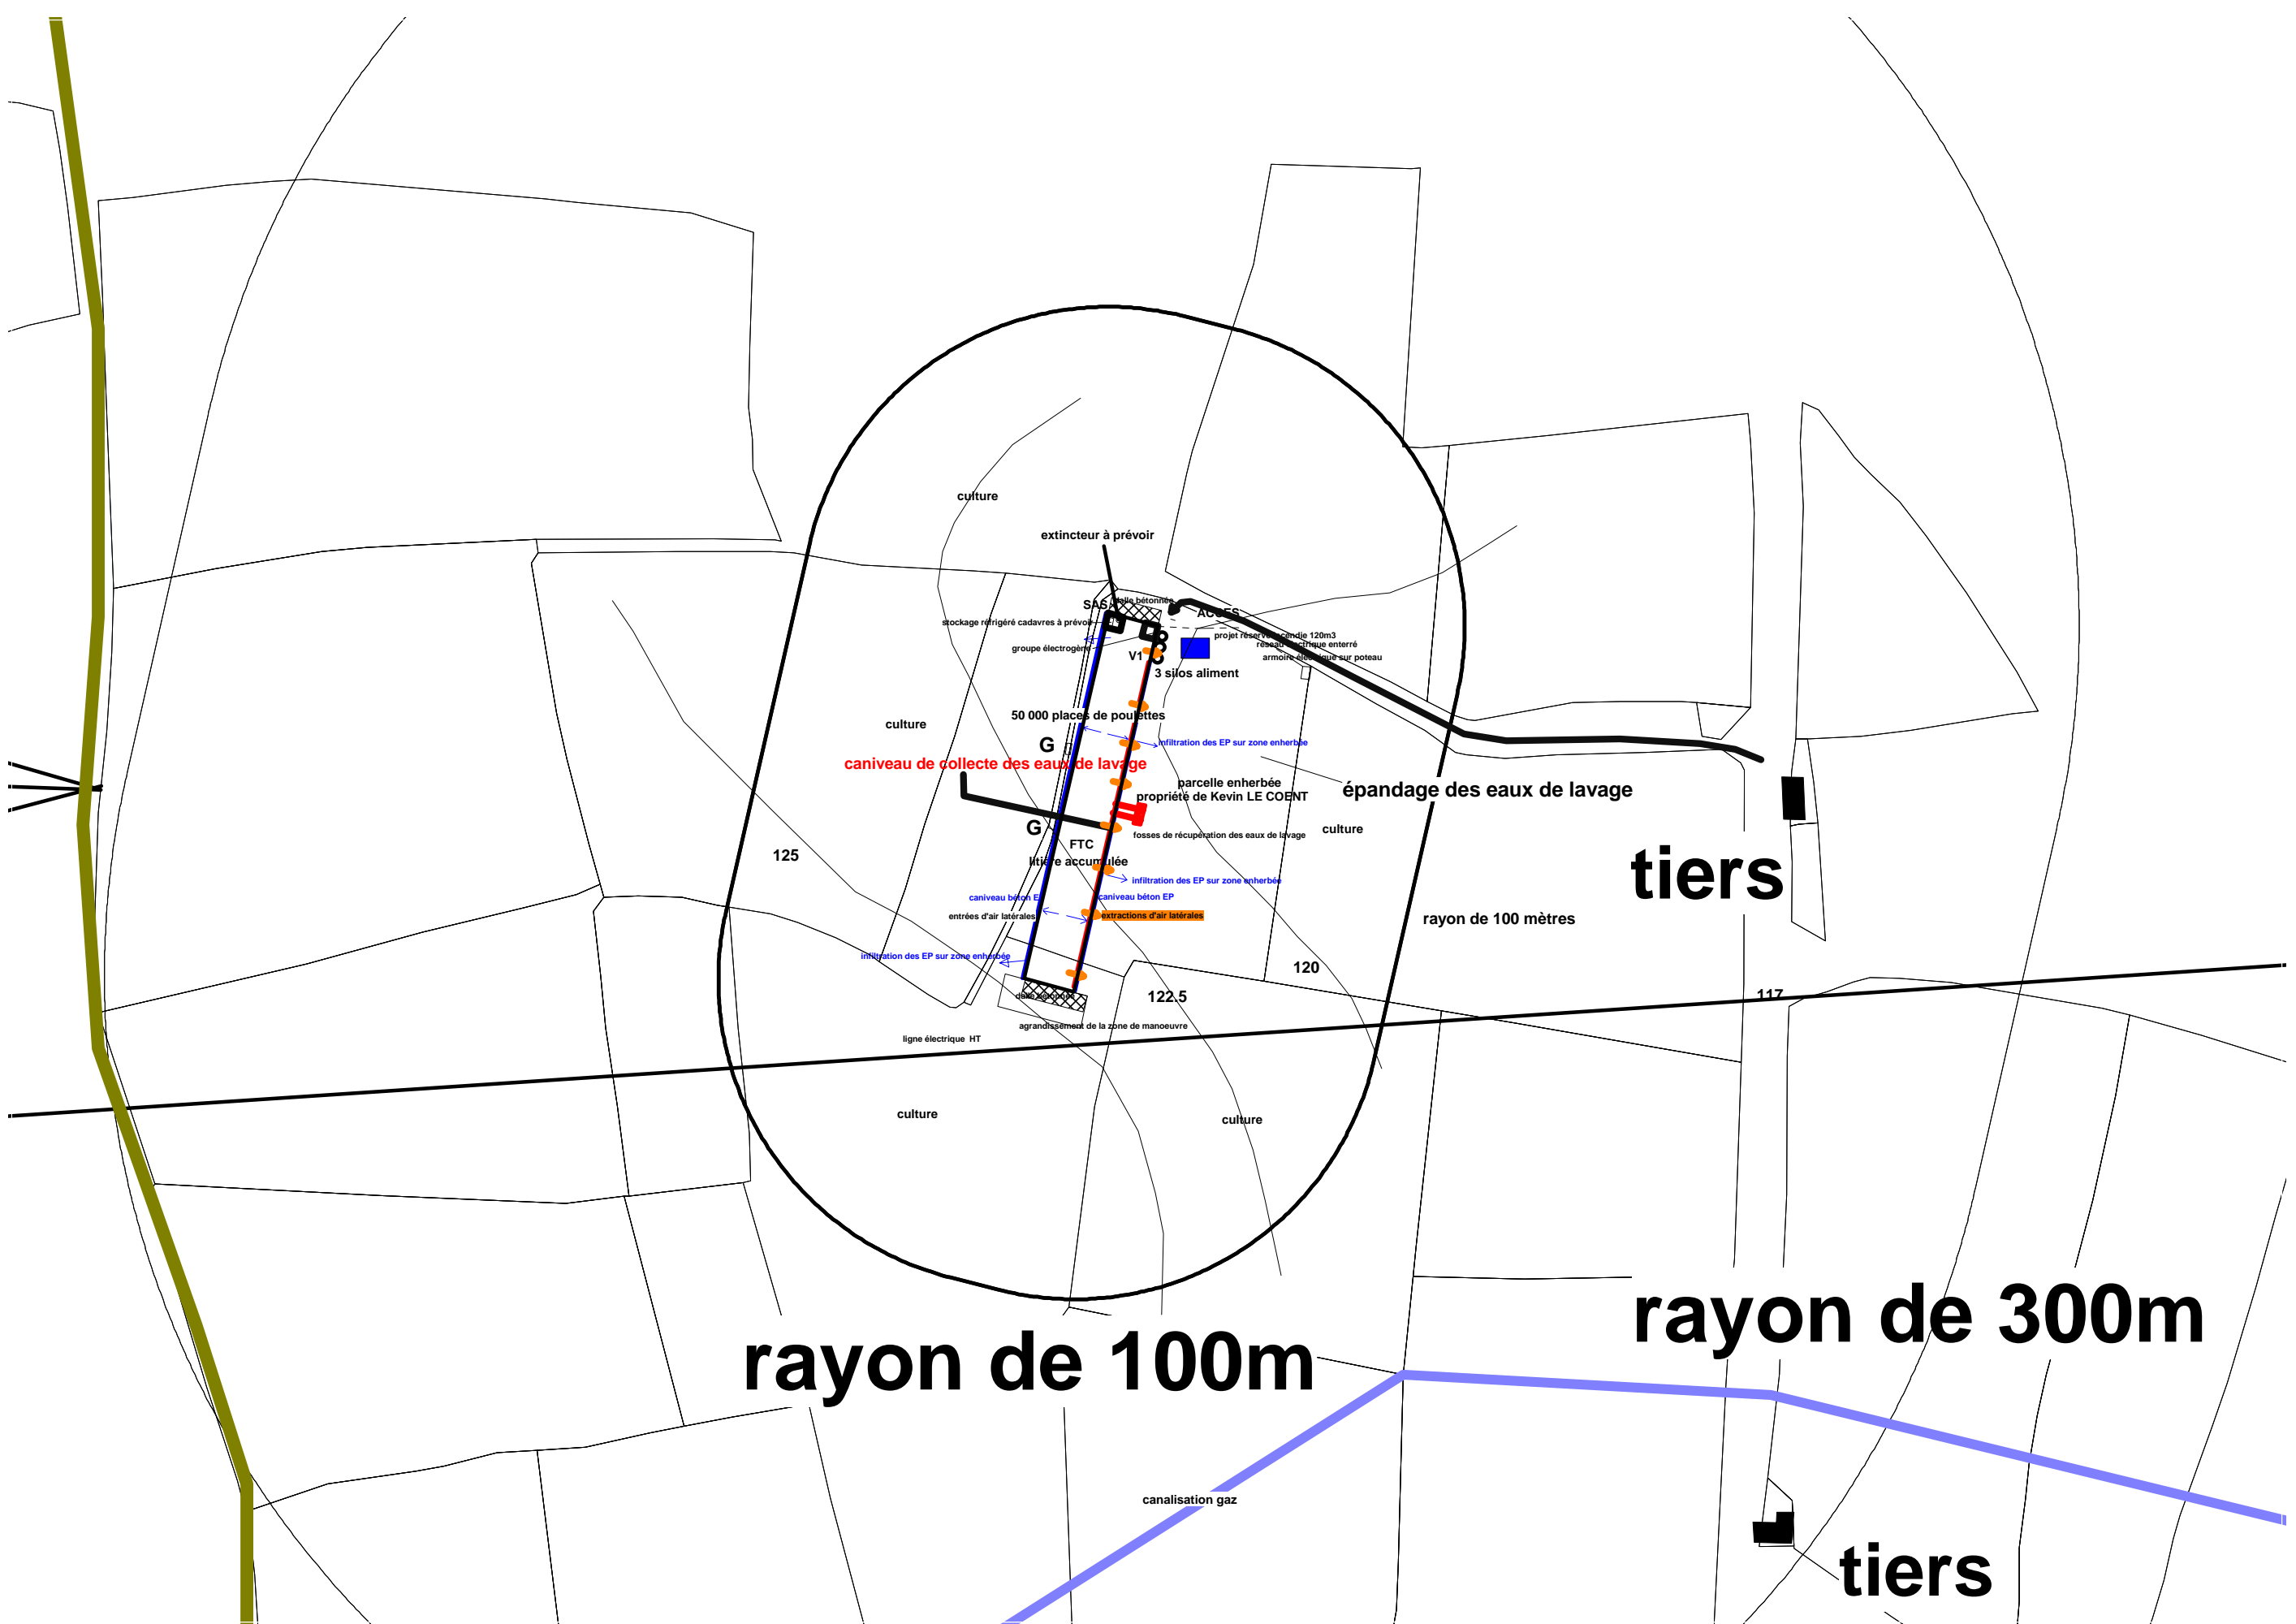 culture
extincteur à prévoir
SAS
dalle bétonnée
ACCES
stockage réfrigéré cadavres à prévoir
projet réserve incendie 120m3
réseau électrique enterré
groupe électrogène
V1
armoire électrique sur poteau
3 silos aliment
50 000 places de poulettes
culture
G
infiltration des EP sur zone enherbée
caniveau de collecte des eaux de lavage
parcelle enherbée
propriété de Kevin LE COENT
épandage des eaux de lavage
G
fosses de récupération des eaux de lavage
culture
FTC
125
litière accumulée
tiers
infiltration des EP sur zone enherbée
caniveau béton E
caniveau béton EP
entrées d'air latérales
extractions d'air latérales
rayon de 100 mètres
infiltration des EP sur zone enherbée
120
dalle bétonnée
122.5
117
agrandissement de la zone de manoeuvre
ligne électrique HT
culture
culture
rayon de 300m
rayon de 100m
canalisation gaz
tiers